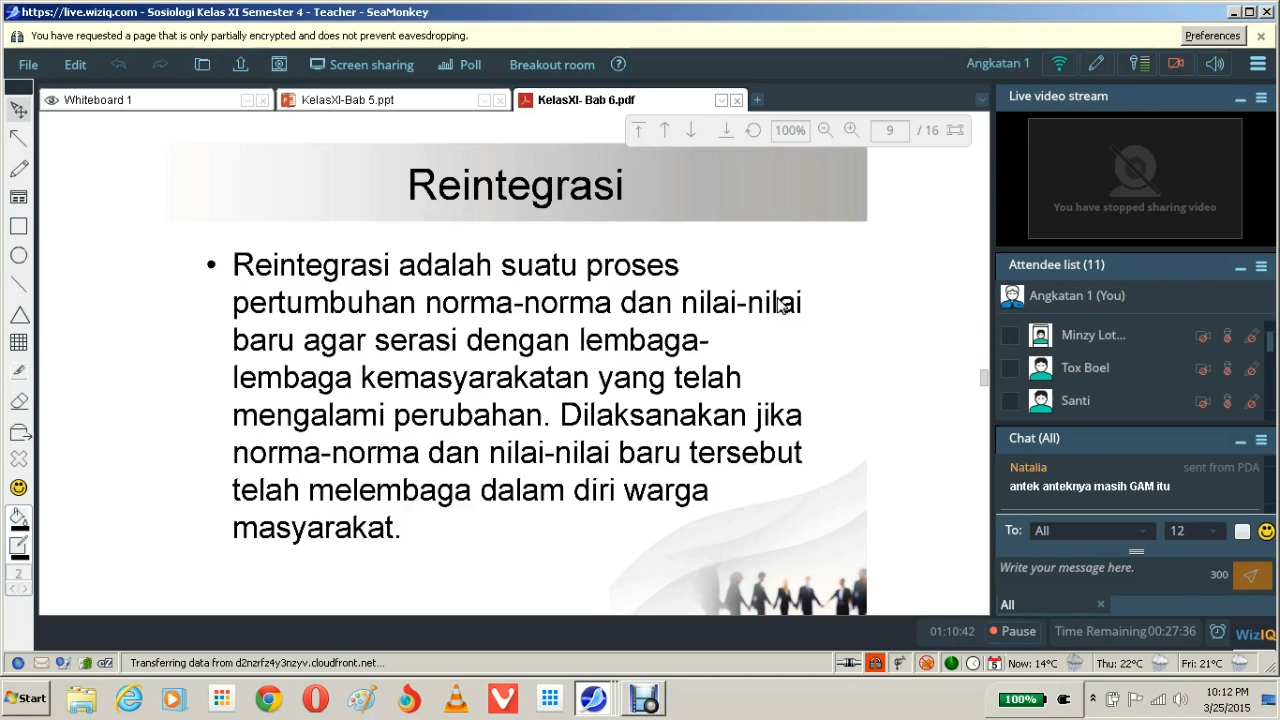 https://live.wiziq.com - Sosiologi Kelas XI Semester 4 - Teacher - SeaMonkey
You have requested a page that is only partially encrypted and does not prevent eavesdropping.
Preferences
File Edit Screen sharing Poll Breakout room Angkatan 1
Whiteboard 1 KelasXI-Bab 5.ppt KelasXI- Bab 6.pdf
100% 9 / 16
Reintegrasi
• Reintegrasi adalah suatu proses
pertumbuhan norma-norma dan nilai-nilai
baru agar serasi dengan lembaga-
lembaga kemasyarakatan yang telah
mengalami perubahan. Dilaksanakan jika
norma-norma dan nilai-nilai baru tersebut
telah melembaga dalam diri warga
masyarakat.
2
Live video stream
You have stopped sharing video
Attendee list (11)
Angkatan 1 (You)
Minzy Lot...
Tox Boel
Santi
Chat (All)
Natalia sent from PDA
antek anteknya masih GAM itu
To: All 12
Write your message here. 300
All
01:10:42 Pause Time Remaining 00:27:36 WizIQ
Transferring data from d2nzrfz4y3nzyv.cloudfront.net...
5 Now: 14°C Thu: 22°C Fri: 21°C
Start
100%
10:12 PM
3/25/2015